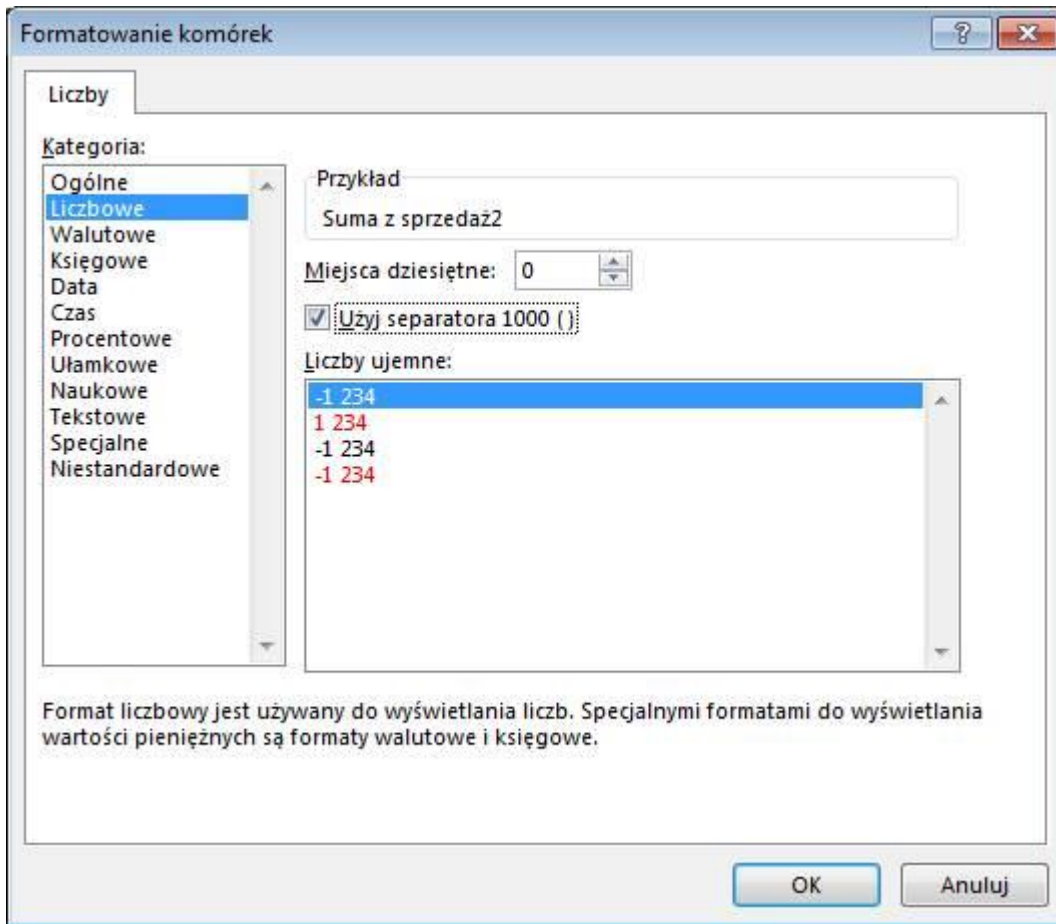 Formatowanie komórek
Liczby
Kategoria:
Ogólne
Liczbowe
Walutowe
Księgowe
Data
Czas
Procentowe
Ułamkowe
Naukowe
Tekstowe
Specjalne
Niestandardowe
Przykład
Suma z sprzedaż2
Miejsca dziesiętne: 0
Użyj separatora 1000 ( )
Liczby ujemne:
-1 234
1 234
-1 234
-1 234
Format liczbowy jest używany do wyświetlania liczb. Specjalnymi formatami do wyświetlania
wartości pieniężnych są formaty walutowe i księgowe.
OK Anuluj